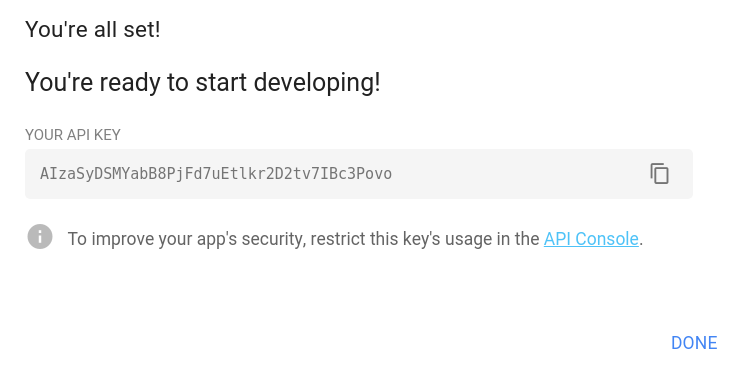 You're all set!
You're ready to start developing!
YOUR API KEY
AIzaSyDSMYabB8PjFd7uEtlkr2D2tv7IBc3Povo
To improve your app's security, restrict this key's usage in the API Console.
DONE